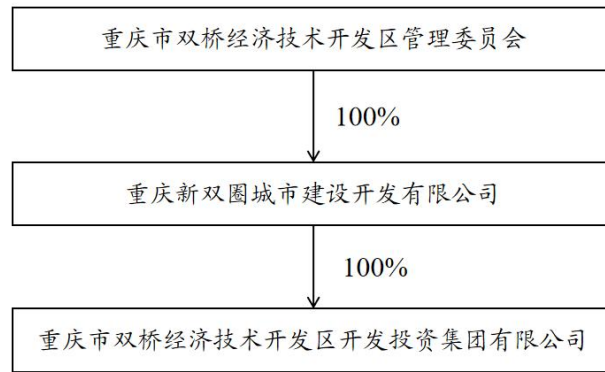 重庆市双桥经济技术开发区管理委员会
100%
重庆新双圈城市建设开发有限公司
100%
重庆市双桥经济技术开发区开发投资集团有限公司